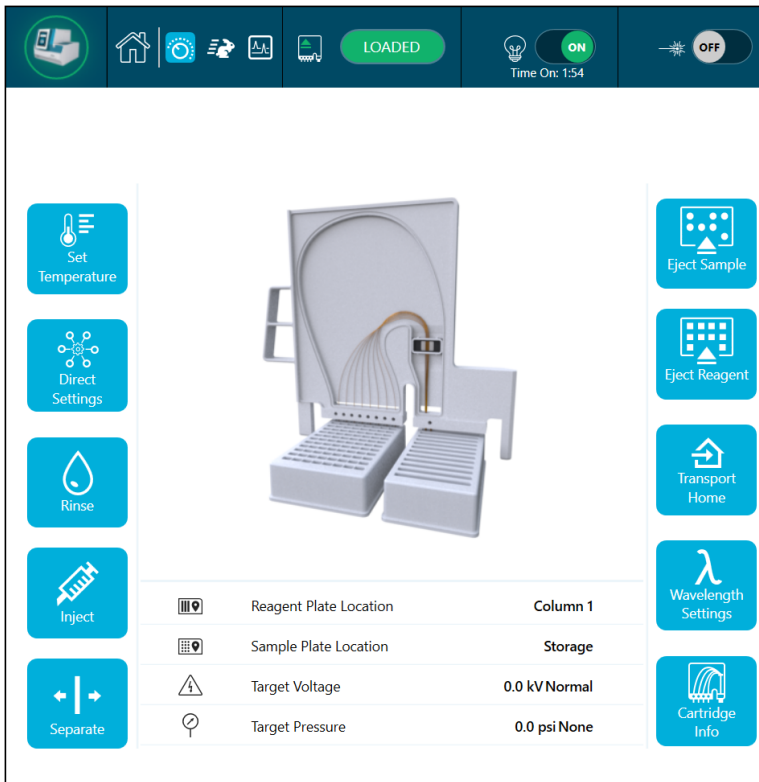 LOADED
ON
Time On: 1:54
OFF
Set
Temperature
Direct
Settings
Rinse
Inject
Separate
Eject Sample
Eject Reagent
Transport
Home
λ
Wavelength
Settings
Cartridge
Info
Reagent Plate Location Column 1
Sample Plate Location Storage
Target Voltage 0.0 kV Normal
Target Pressure 0.0 psi None